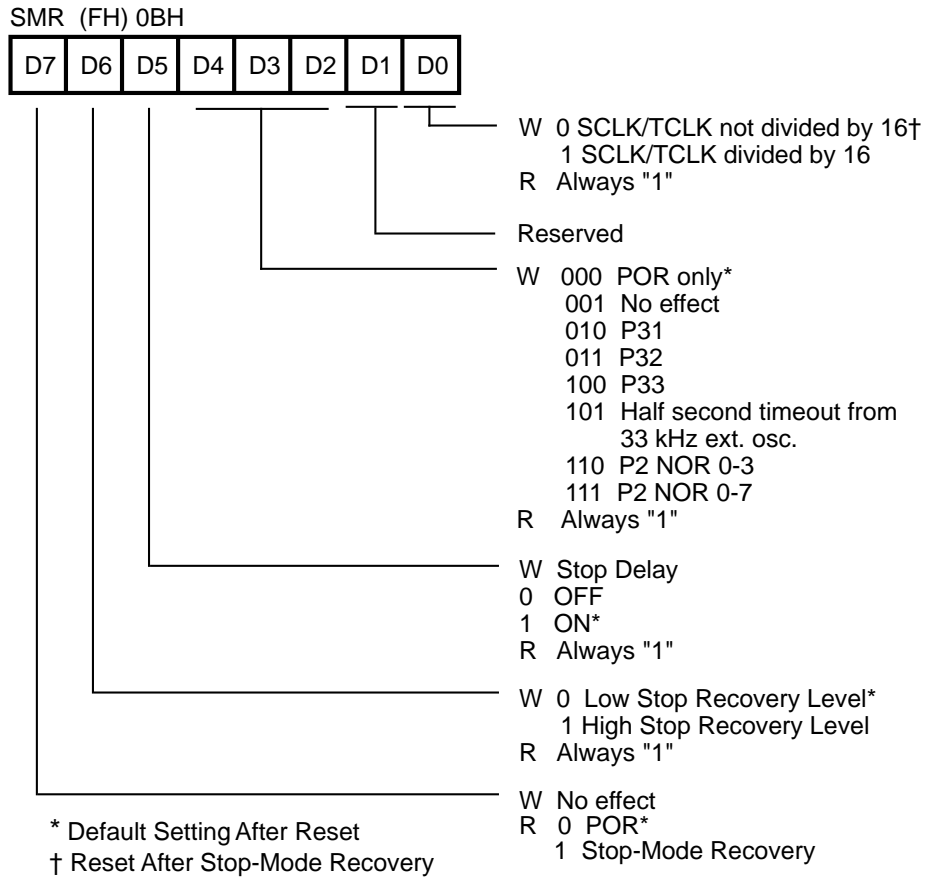 SMR (FH) 0BH
D7 D6 D5 D4 D3 D2 D1 D0
W 0 SCLK/TCLK not divided by 16†
1 SCLK/TCLK divided by 16
R Always "1"
Reserved
W 000 POR only*
001 No effect
010 P31
011 P32
100 P33
101 Half second timeout from
33 kHz ext. osc.
110 P2 NOR 0-3
111 P2 NOR 0-7
R Always "1"
W Stop Delay
0 OFF
1 ON*
R Always "1"
W 0 Low Stop Recovery Level*
1 High Stop Recovery Level
R Always "1"
W No effect
R 0 POR*
1 Stop-Mode Recovery
* Default Setting After Reset
† Reset After Stop-Mode Recovery